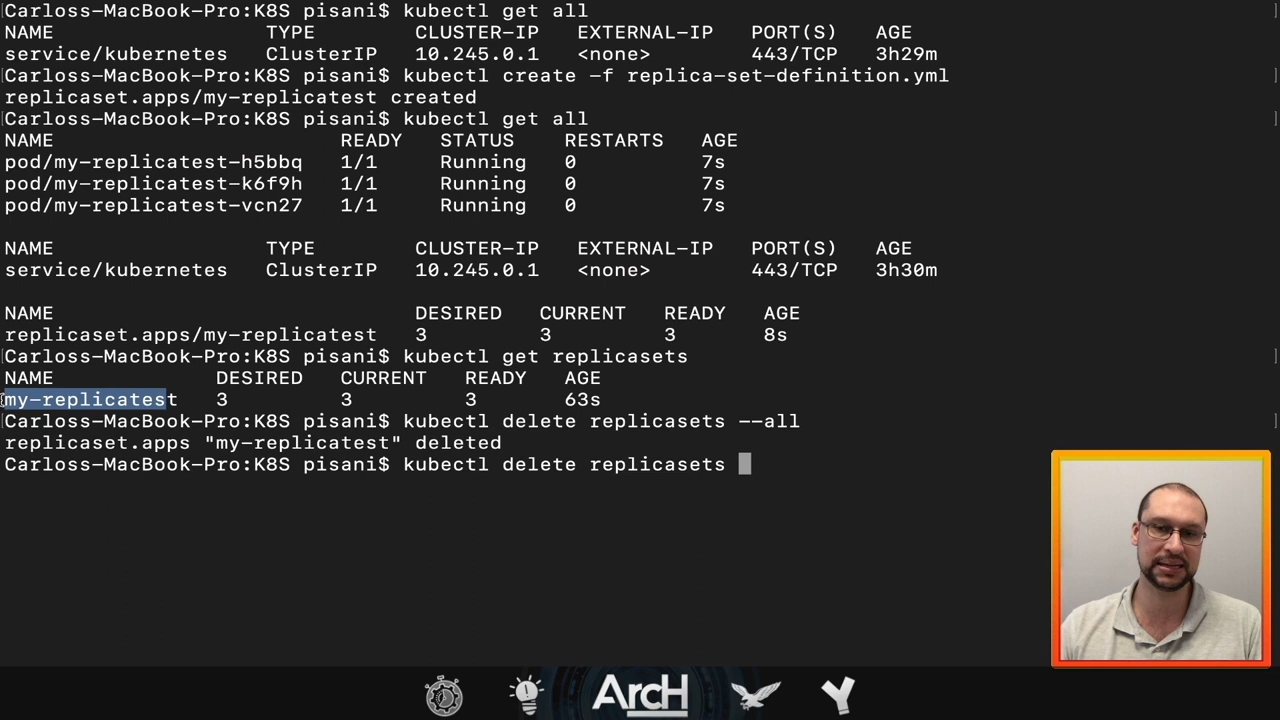 Carloss-MacBook-Pro:K8S pisani$ kubectl get all
NAME TYPE CLUSTER-IP EXTERNAL-IP PORT(S) AGE
service/kubernetes ClusterIP 10.245.0.1 <none> 443/TCP 3h29m
Carloss-MacBook-Pro:K8S pisani$ kubectl create -f replica-set-definition.yml
replicaset.apps/my-replicatest created
Carloss-MacBook-Pro:K8S pisani$ kubectl get all
NAME READY STATUS RESTARTS AGE
pod/my-replicatest-h5bbq 1/1 Running 0 7s
pod/my-replicatest-k6f9h 1/1 Running 0 7s
pod/my-replicatest-vcn27 1/1 Running 0 7s
NAME TYPE CLUSTER-IP EXTERNAL-IP PORT(S) AGE
service/kubernetes ClusterIP 10.245.0.1 <none> 443/TCP 3h30m
NAME DESIRED CURRENT READY AGE
replicaset.apps/my-replicatest 3 3 3 8s
Carloss-MacBook-Pro:K8S pisani$ kubectl get replicasets
NAME DESIRED CURRENT READY AGE
my-replicatest 3 3 3 63s
Carloss-MacBook-Pro:K8S pisani$ kubectl delete replicasets --all
replicaset.apps "my-replicatest" deleted
Carloss-MacBook-Pro:K8S pisani$ kubectl delete replicasets
ArcH